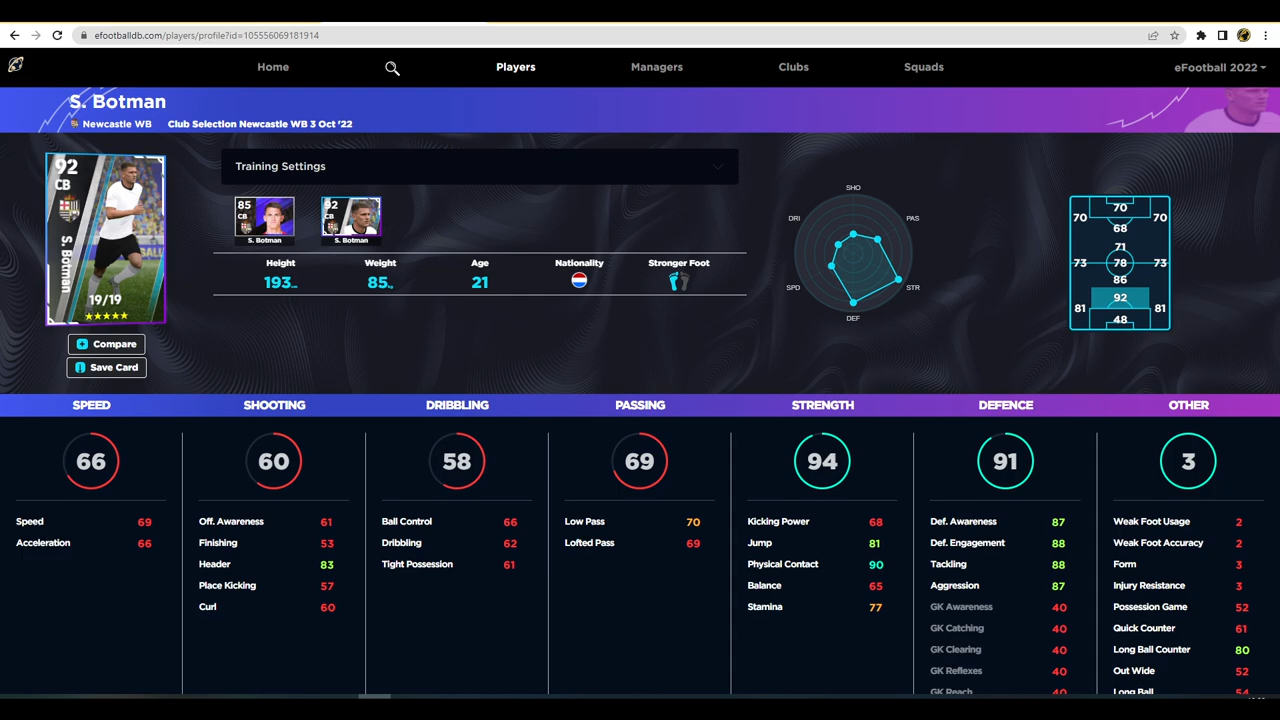 efootballdb.com/players/profile?id=105556069181914
Home Players Managers Clubs Squads eFootball 2022
S. Botman
Newcastle WB Club Selection Newcastle WB 3 Oct '22
92
CB
S. Botman
19/19
Compare
Save Card
Training Settings
85
CB
S. Botman
92
CB
S. Botman
Height Weight Age Nationality Stronger Foot
193cm 85kg 21
SHO
DRI PAS
SPD STR
DEF
70
70 70
68
71
73 78 73
86
92
81 81
48
SPEED SHOOTING DRIBBLING PASSING STRENGTH DEFENCE OTHER
66 60 58 69 94 91 3
Speed 69
Acceleration 66
Off. Awareness 61
Finishing 53
Header 83
Place Kicking 57
Curl 60
Ball Control 66
Dribbling 62
Tight Possession 61
Low Pass 70
Lofted Pass 69
Kicking Power 68
Jump 81
Physical Contact 90
Balance 65
Stamina 77
Def. Awareness 87
Def. Engagement 88
Tackling 88
Aggression 87
GK Awareness 40
GK Catching 40
GK Clearing 40
GK Reflexes 40
GK Reach 40
Weak Foot Usage 2
Weak Foot Accuracy 2
Form 3
Injury Resistance 3
Possession Game 52
Quick Counter 61
Long Ball Counter 80
Out Wide 52
Long Ball 54